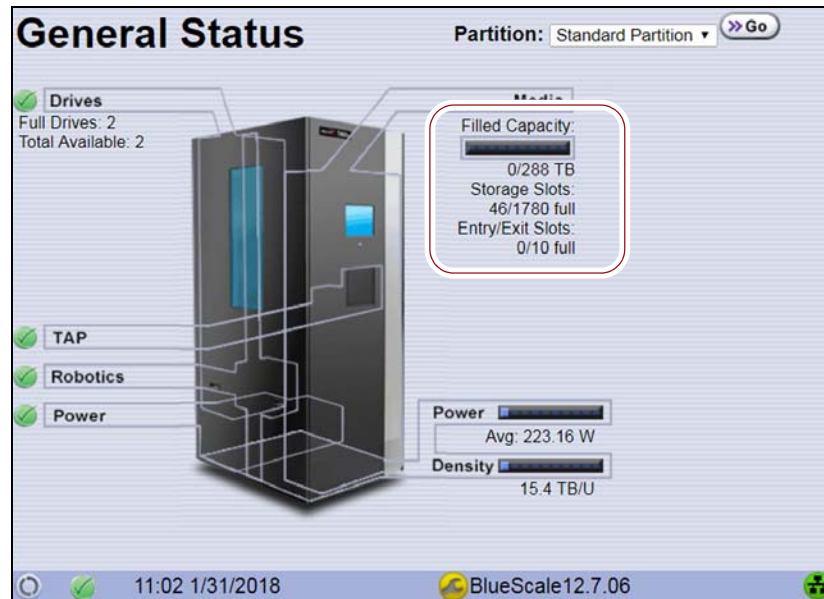 General Status
Partition: Standard Partition Go
Drives
Full Drives: 2
Total Available: 2
Media
Filled Capacity:
0/288 TB
Storage Slots:
46/1780 full
Entry/Exit Slots:
0/10 full
TAP
Robotics
Power
Power
Avg: 223.16 W
Density
15.4 TB/U
11:02 1/31/2018
BlueScale12.7.06